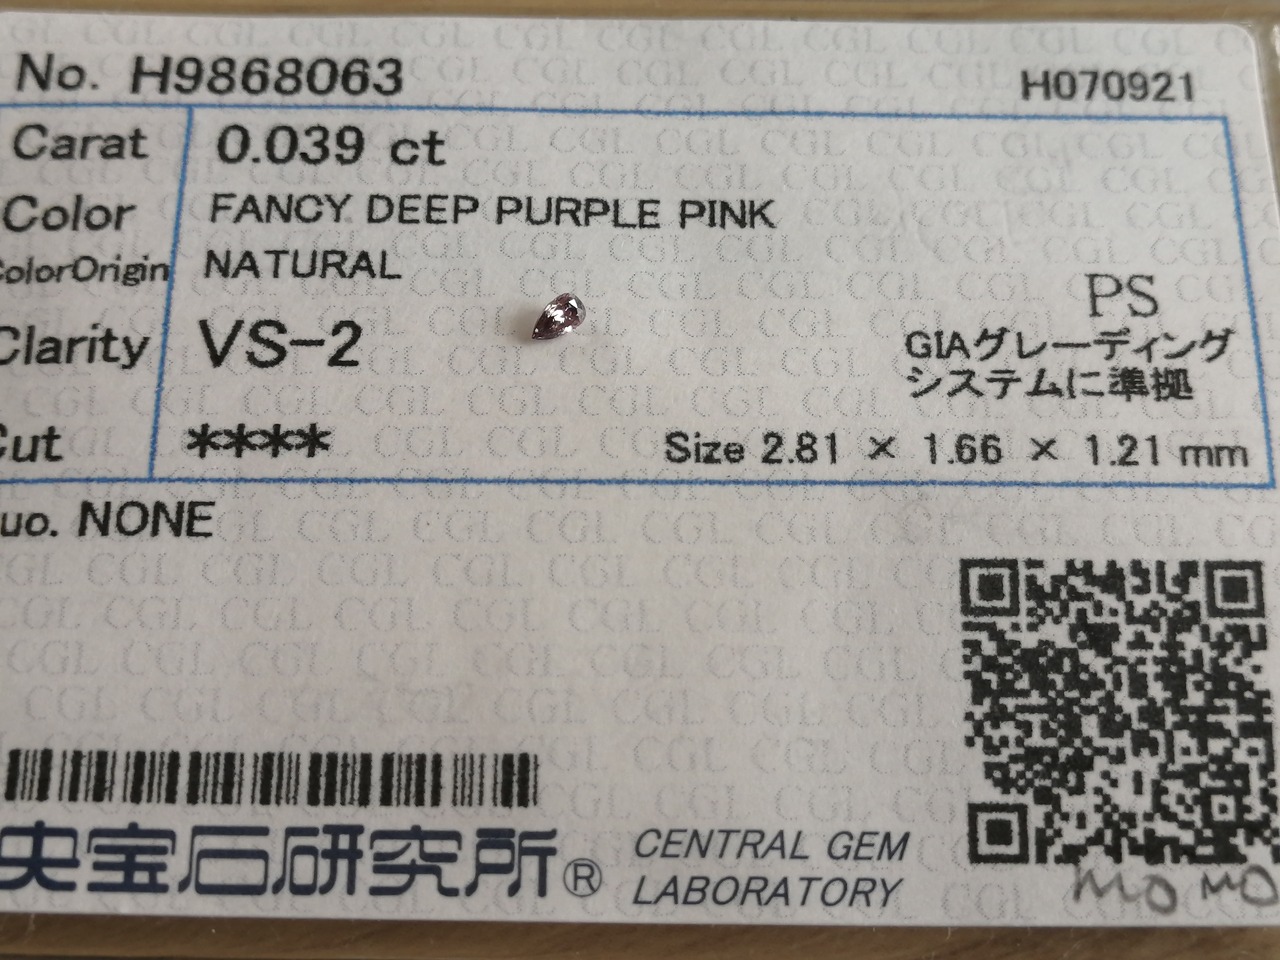 No. H9868063 H070921
Carat 0.039 ct
Color FANCY DEEP PURPLE PINK
ColorOrigin NATURAL
PS
Clarity VS-2 GIAグレーディング
システムに準拠
Cut **** Size 2.81 × 1.66 × 1.21 mm
uo. NONE
央宝石研究所® CENTRAL GEM
LABORATORY
CGL